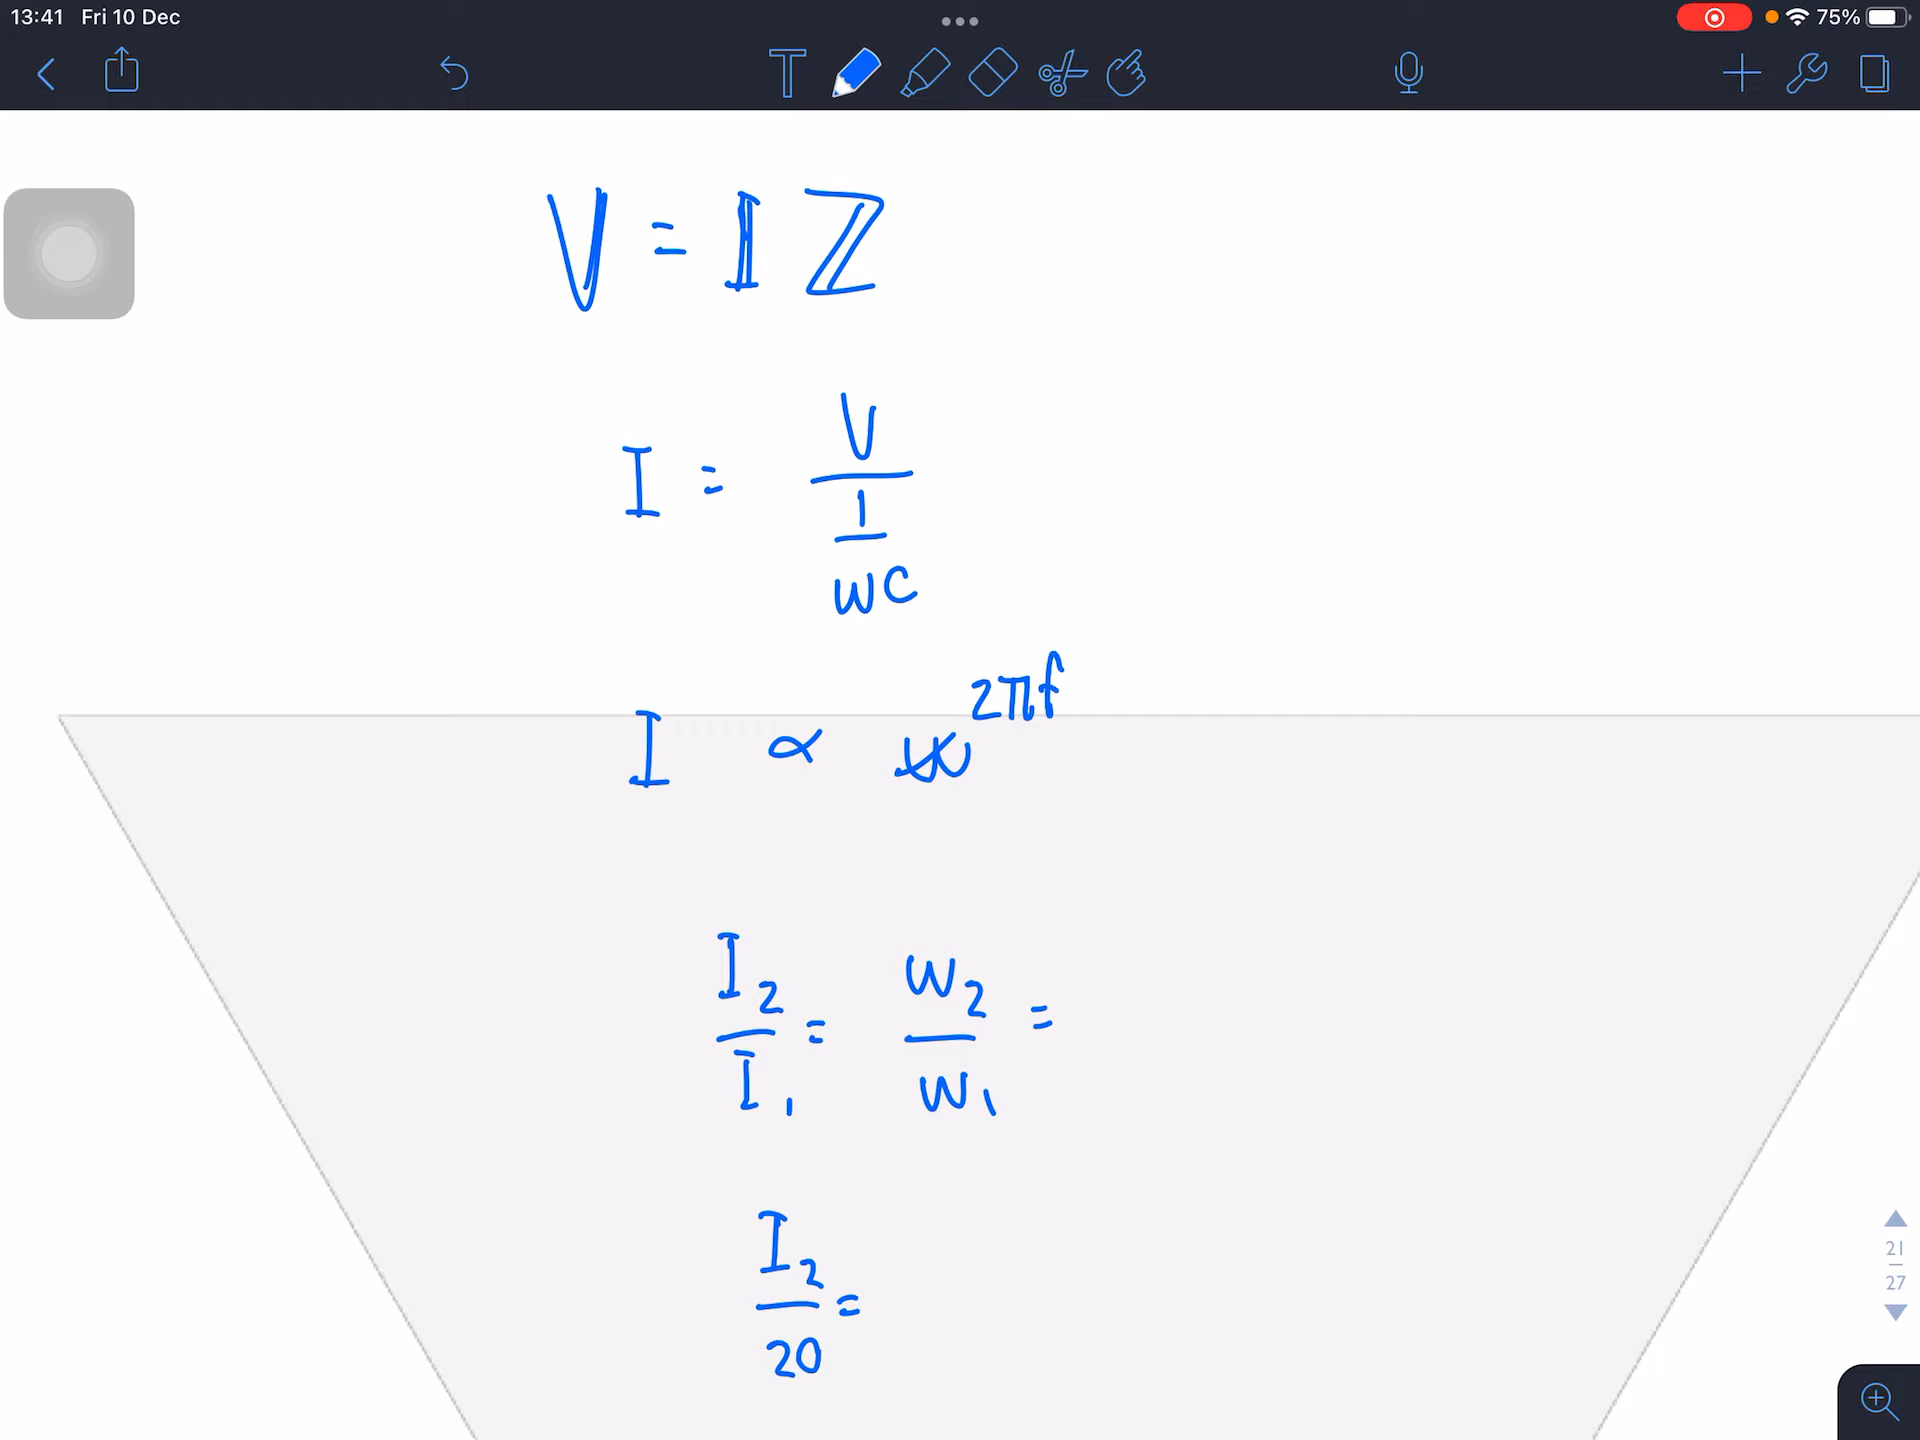 13:41 Fri 10 Dec
75%
T
V = I Z
I = V / (1 / WC)
I ∝ W 2πf
I₂ / I₁ = W₂ / W₁ =
I₂ / 20 =
21
27